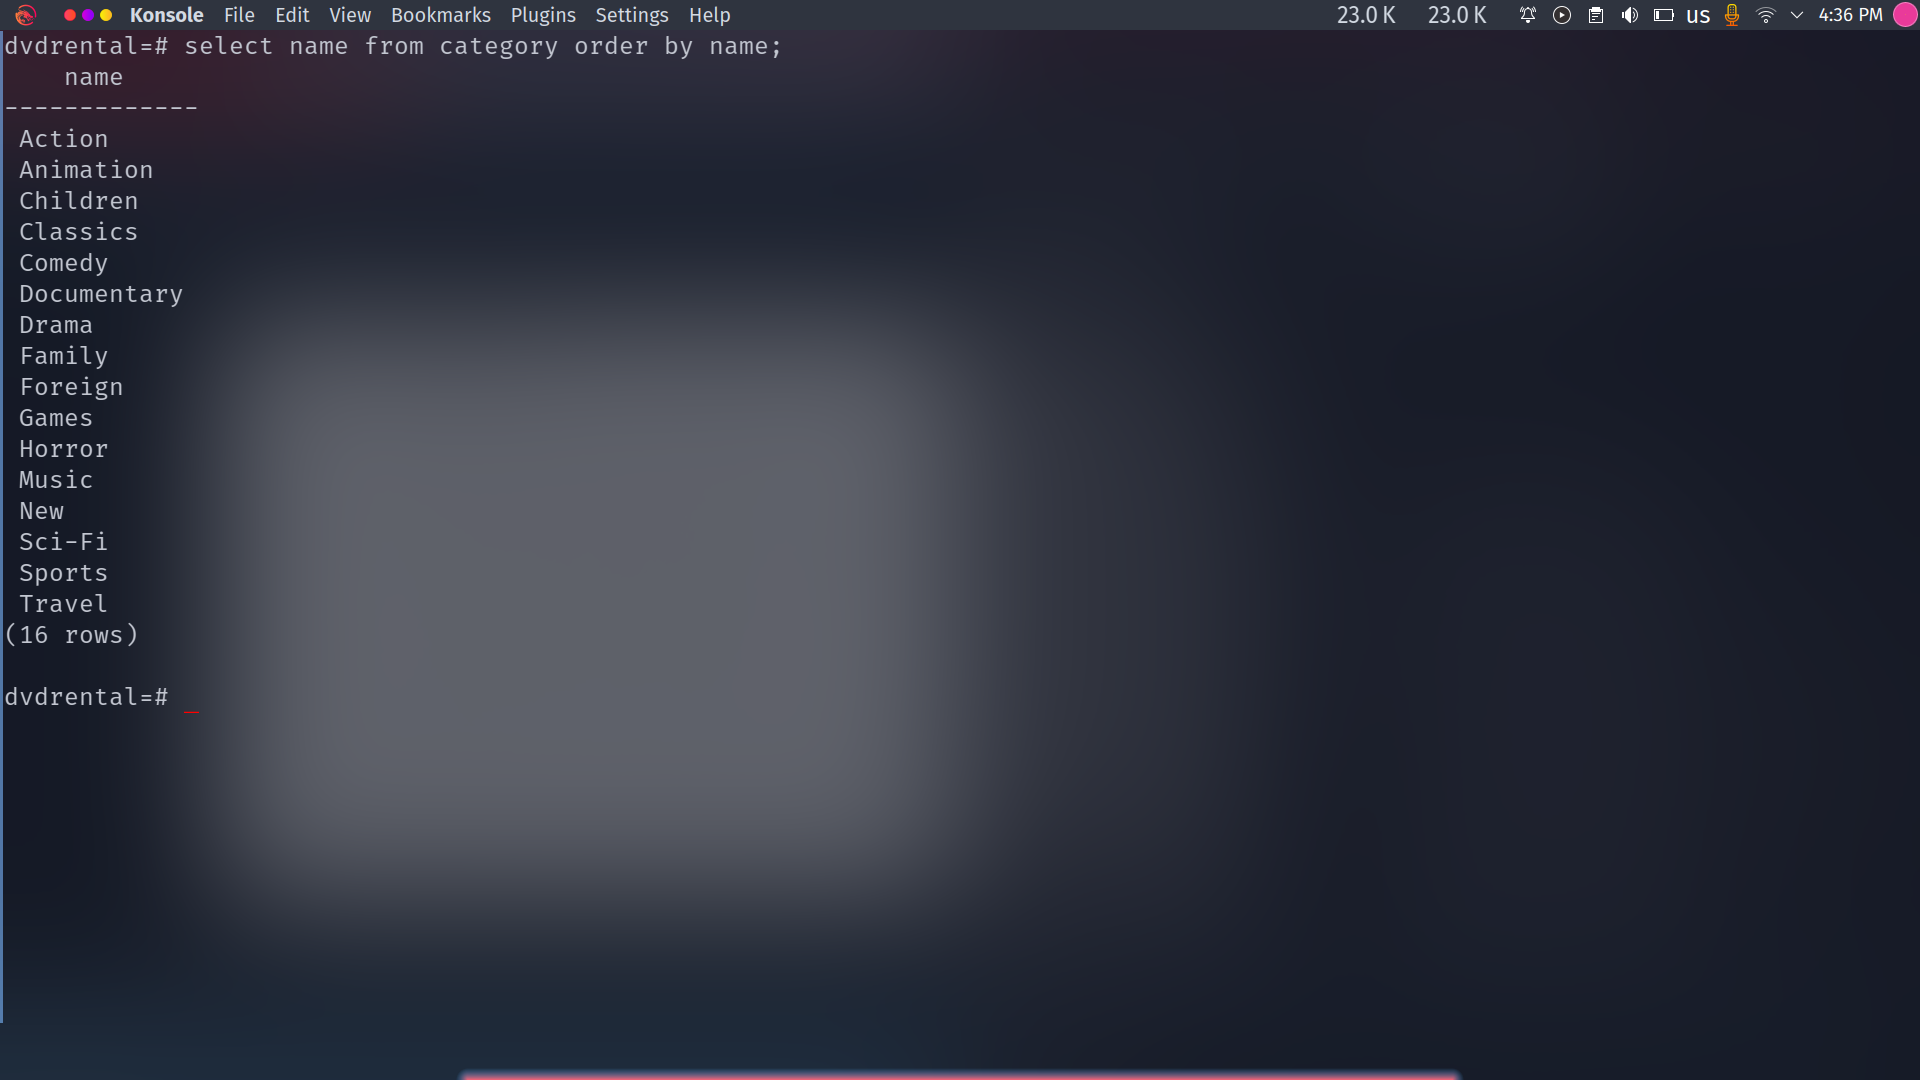 Konsole File Edit View Bookmarks Plugins Settings Help 23.0 K 23.0 K us 4:36 PM
dvdrental=# select name from category order by name;
name
-------------
Action
Animation
Children
Classics
Comedy
Documentary
Drama
Family
Foreign
Games
Horror
Music
New
Sci-Fi
Sports
Travel
(16 rows)
dvdrental=# _